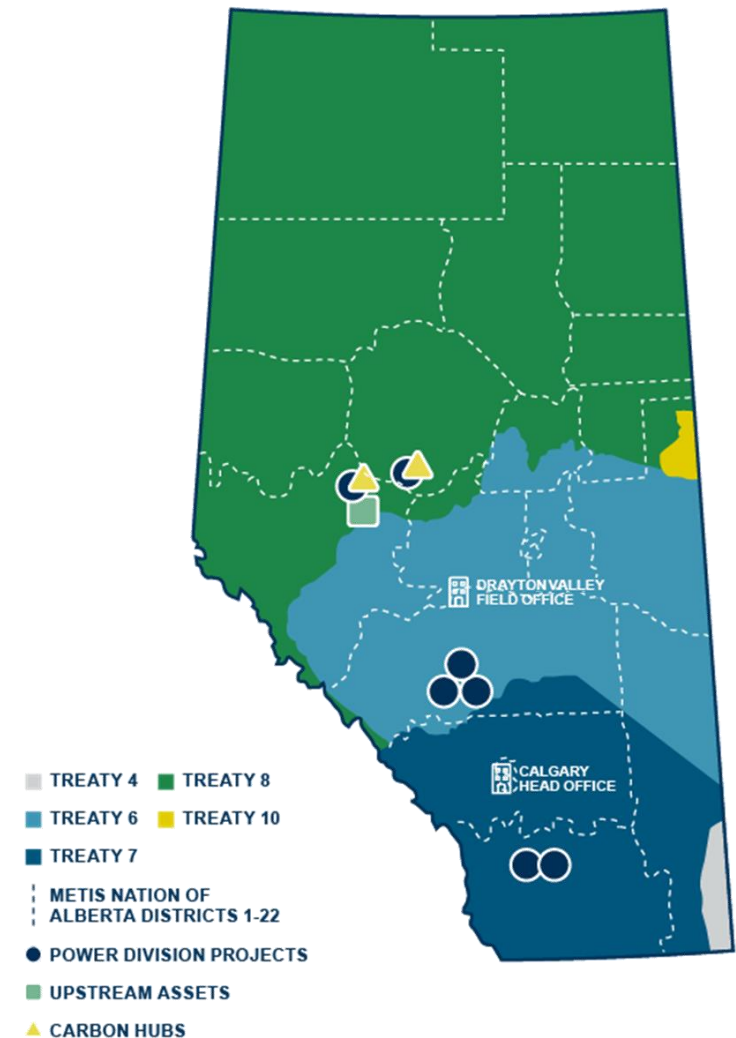 DRAYTON VALLEY
FIELD OFFICE
CALGARY
HEAD OFFICE
TREATY 4
TREATY 8
TREATY 6
TREATY 10
TREATY 7
METIS NATION OF
ALBERTA DISTRICTS 1-22
POWER DIVISION PROJECTS
UPSTREAM ASSETS
CARBON HUBS